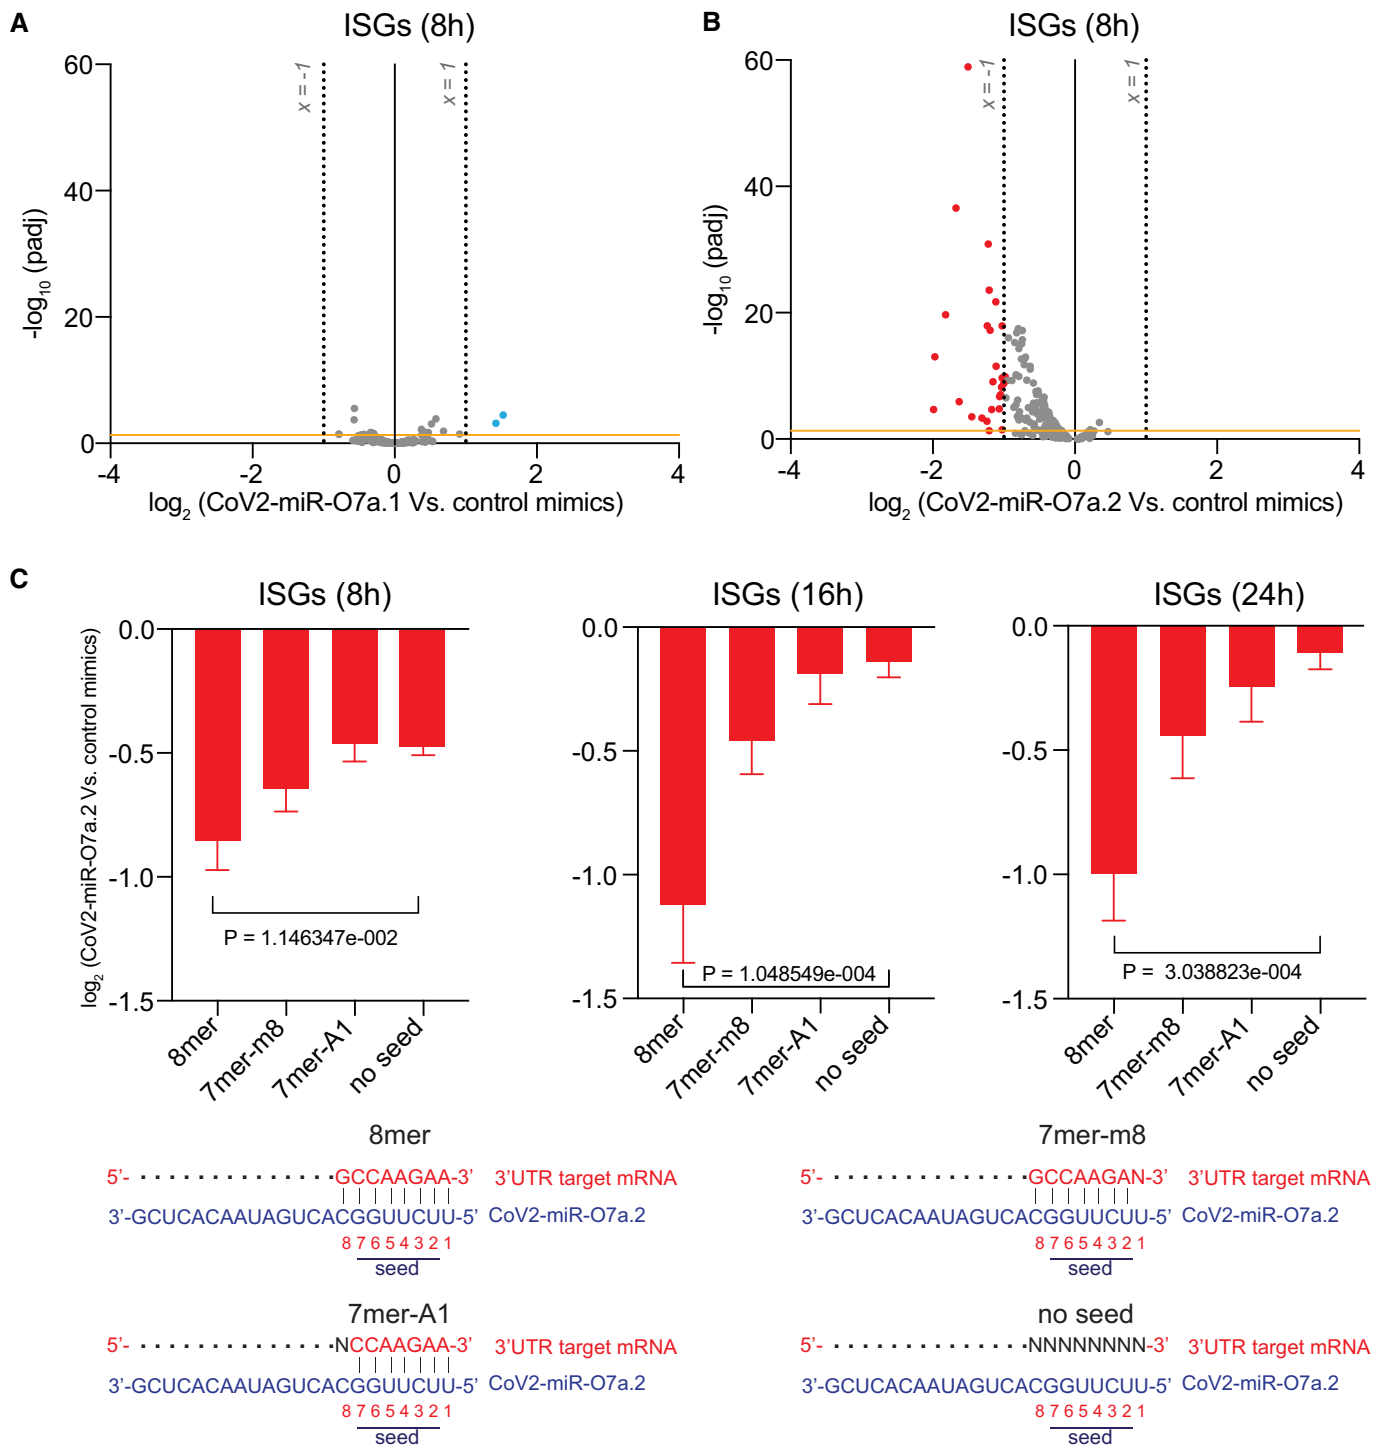 A
ISGs (8h)
x = -1
x = 1
60
40
20
0
-log10 (padj)
-4
-2
0
2
4
log2 (CoV2-miR-O7a.1 Vs. control mimics)
B
ISGs (8h)
x = -1
x = 1
60
40
20
0
-log10 (padj)
-4
-2
0
2
4
log2 (CoV2-miR-O7a.2 Vs. control mimics)
C
ISGs (8h)
log2 (CoV2-miR-O7a.2 Vs. control mimics)
0.0
-0.5
-1.0
-1.5
P = 1.146347e-002
8mer
7mer-m8
7mer-A1
no seed
ISGs (16h)
0.0
-0.5
-1.0
-1.5
P = 1.048549e-004
8mer
7mer-m8
7mer-A1
no seed
ISGs (24h)
0.0
-0.5
-1.0
-1.5
P = 3.038823e-004
8mer
7mer-m8
7mer-A1
no seed
8mer
5'- · · · · · · · · · · · · · ·GCCAAGAA-3' 3'UTR target mRNA
3'-GCUCACAAUAGUCACGGUUCUU-5' CoV2-miR-O7a.2
8 7 6 5 4 3 2 1
seed
7mer-m8
5'- · · · · · · · · · · · · · ·GCCAAGAN-3' 3'UTR target mRNA
3'-GCUCACAAUAGUCACGGUUCUU-5' CoV2-miR-O7a.2
8 7 6 5 4 3 2 1
seed
7mer-A1
5'- · · · · · · · · · · · · · ·NCCAAGAA-3' 3'UTR target mRNA
3'-GCUCACAAUAGUCACGGUUCUU-5' CoV2-miR-O7a.2
8 7 6 5 4 3 2 1
seed
no seed
5'- · · · · · · · · · · · · · ·NNNNNNNN-3' 3'UTR target mRNA
3'-GCUCACAAUAGUCACGGUUCUU-5' CoV2-miR-O7a.2
8 7 6 5 4 3 2 1
seed